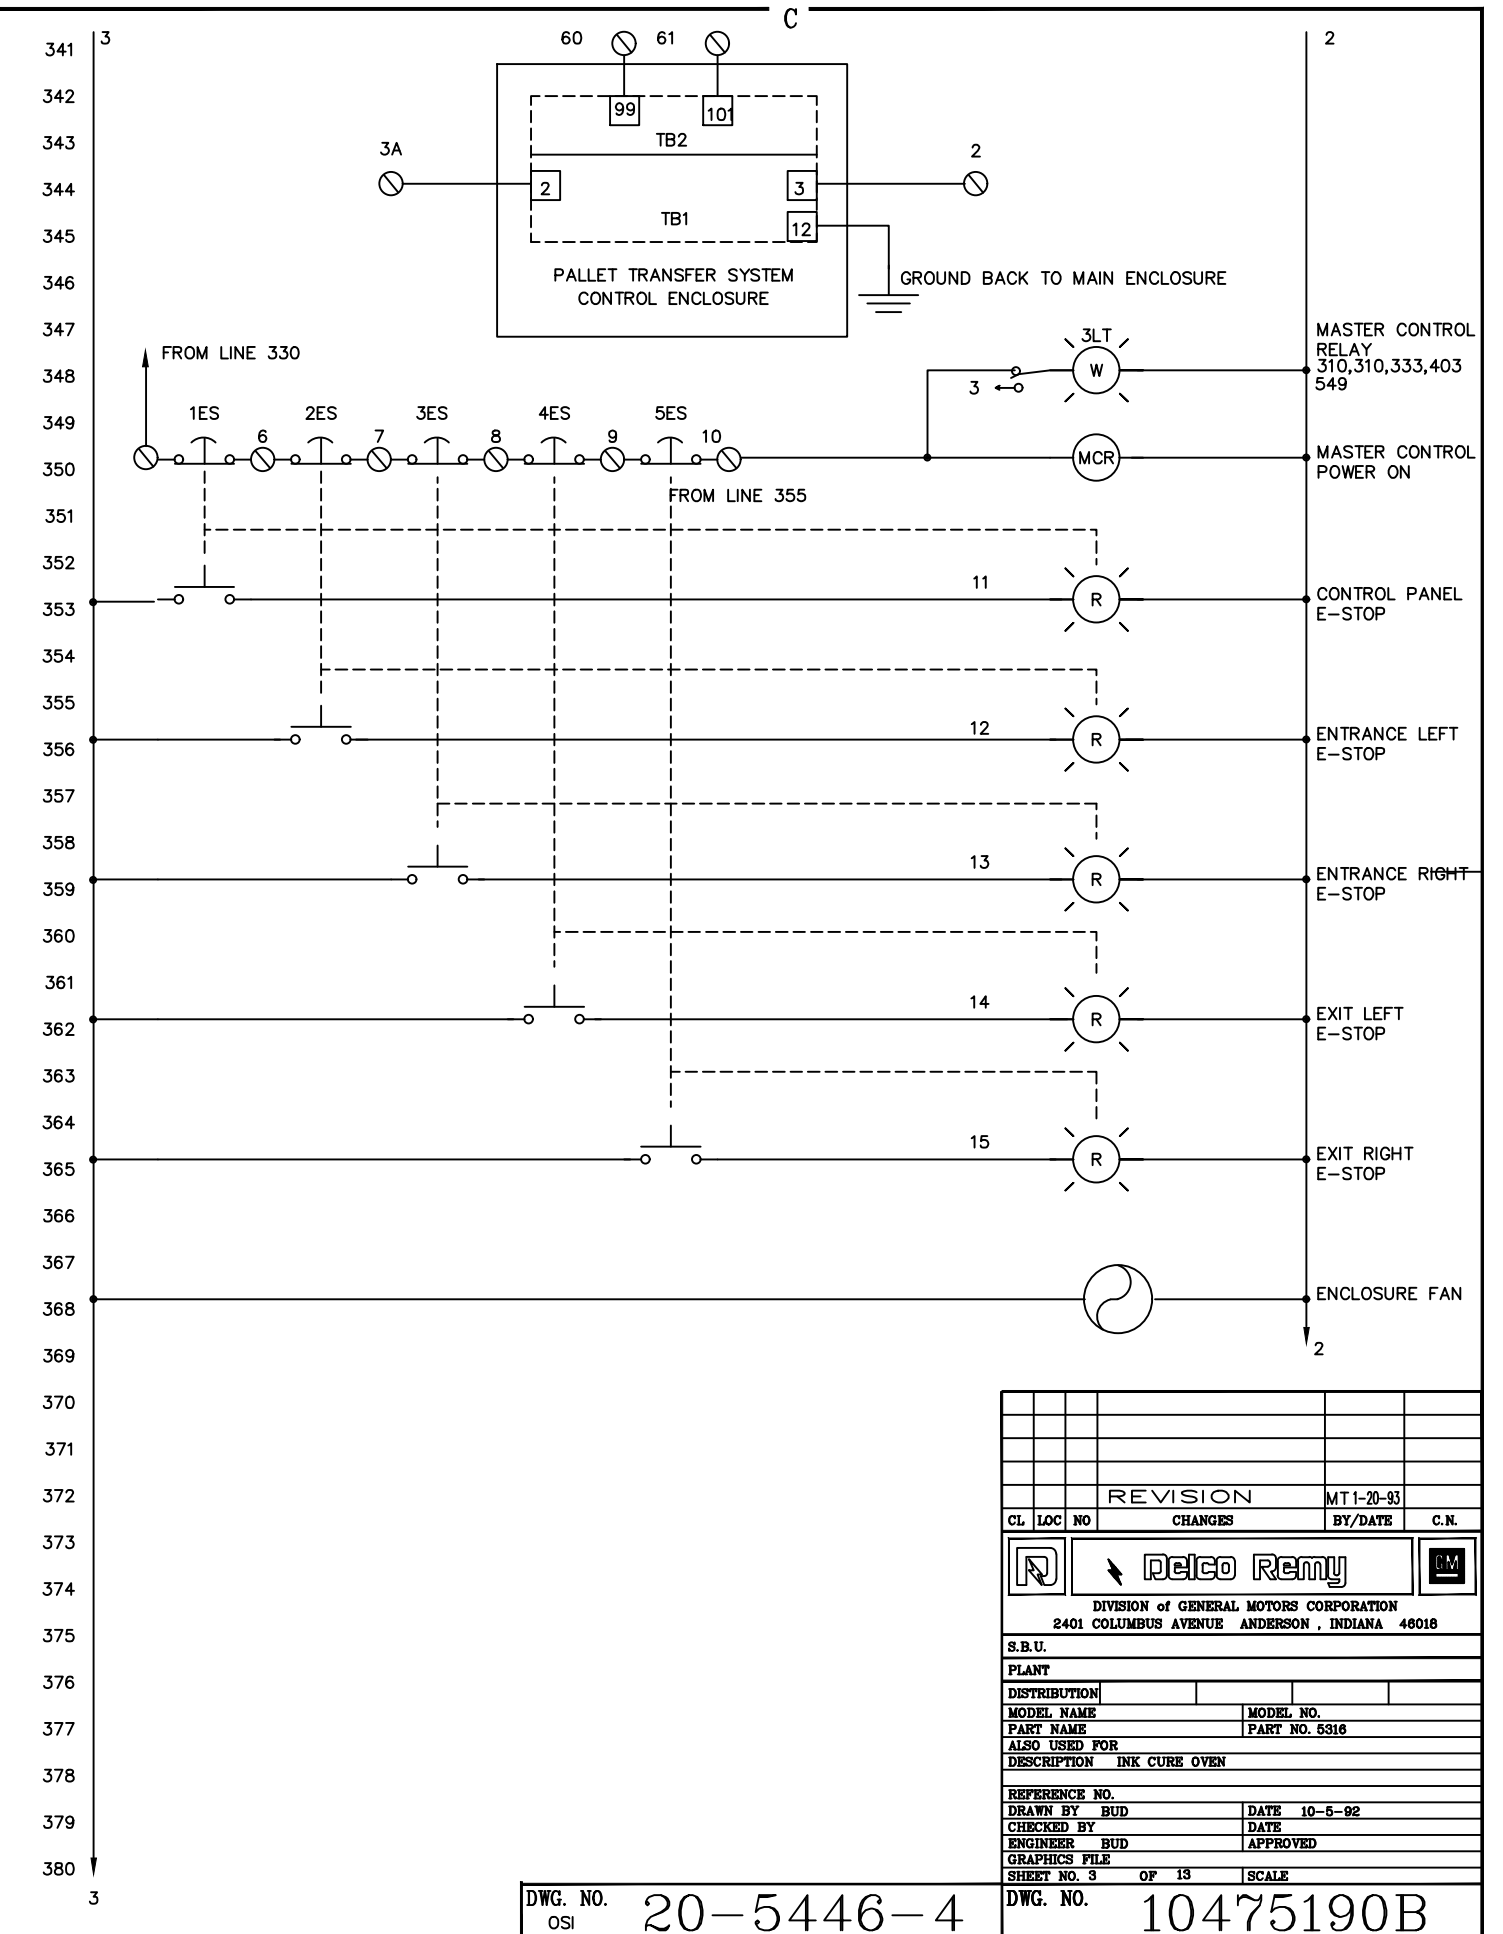 C
341 3 60 61 2
342 99 101
343 TB2
3A 2
344 2 3
TB1
345 12
PALLET TRANSFER SYSTEM
CONTROL ENCLOSURE
346 GROUND BACK TO MAIN ENCLOSURE
347 3LT MASTER CONTROL
RELAY
FROM LINE 330
348 3 W 310,310,333,403
549
349 1ES 2ES 3ES 4ES 5ES
6 7 8 9 10
350 MCR MASTER CONTROL
POWER ON
FROM LINE 355
351
352
353 11 R CONTROL PANEL
E-STOP
354
355
356 12 R ENTRANCE LEFT
E-STOP
357
358
359 13 R ENTRANCE RIGHT
E-STOP
360
361
362 14 R EXIT LEFT
E-STOP
363
364
365 15 R EXIT RIGHT
E-STOP
366
367
368 ENCLOSURE FAN
369 2
370
371
372
373
374
375
376
377
378
379
380
3
REVISION MT 1-20-93
CL LOC NO CHANGES BY/DATE C.N.
R Delco Remy GM
DIVISION of GENERAL MOTORS CORPORATION
2401 COLUMBUS AVENUE ANDERSON , INDIANA 46018
S.B.U.
PLANT
DISTRIBUTION
MODEL NAME MODEL NO.
PART NAME PART NO. 5316
ALSO USED FOR
DESCRIPTION INK CURE OVEN
REFERENCE NO.
DRAWN BY BUD DATE 10-5-92
CHECKED BY DATE
ENGINEER BUD APPROVED
GRAPHICS FILE
SHEET NO. 3 OF 13 SCALE
DWG. NO. OSI 20-5446-4
DWG. NO. 10475190B